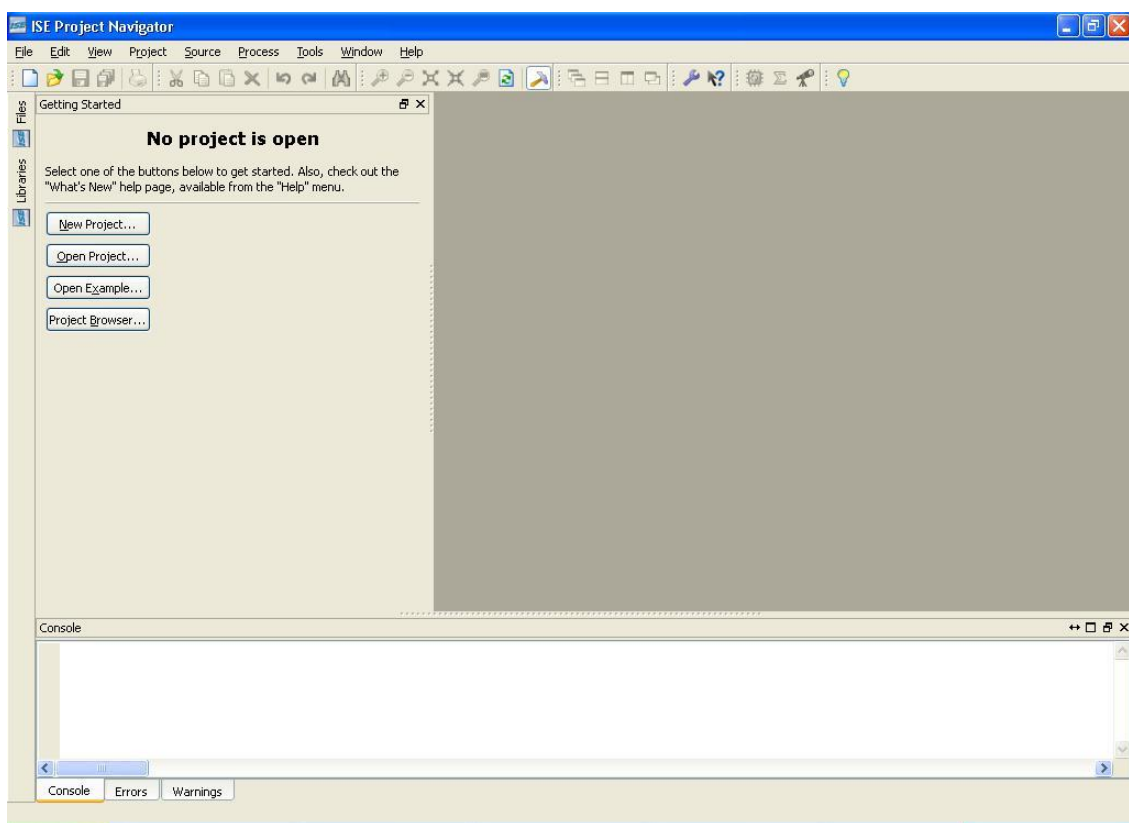 ISE Project Navigator
File Edit View Project Source Process Tools Window Help
Files
Libraries
Getting Started
No project is open
Select one of the buttons below to get started. Also, check out the
"What's New" help page, available from the "Help" menu.
New Project...
Open Project...
Open Example...
Project Browser...
Console
Console Errors Warnings